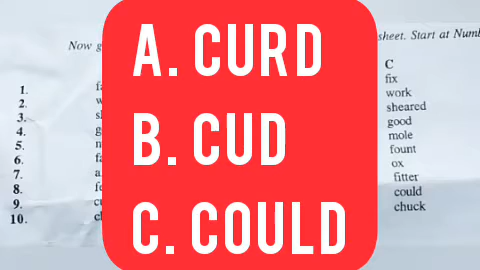 Now g
sheet. Start at Num
A. CURD
B. CUD
C. COULD
1.
2.
3.
4.
5.
6.
7.
8.
9.
10.
C
fix
work
sheared
good
mole
fount
ox
fitter
could
chuck